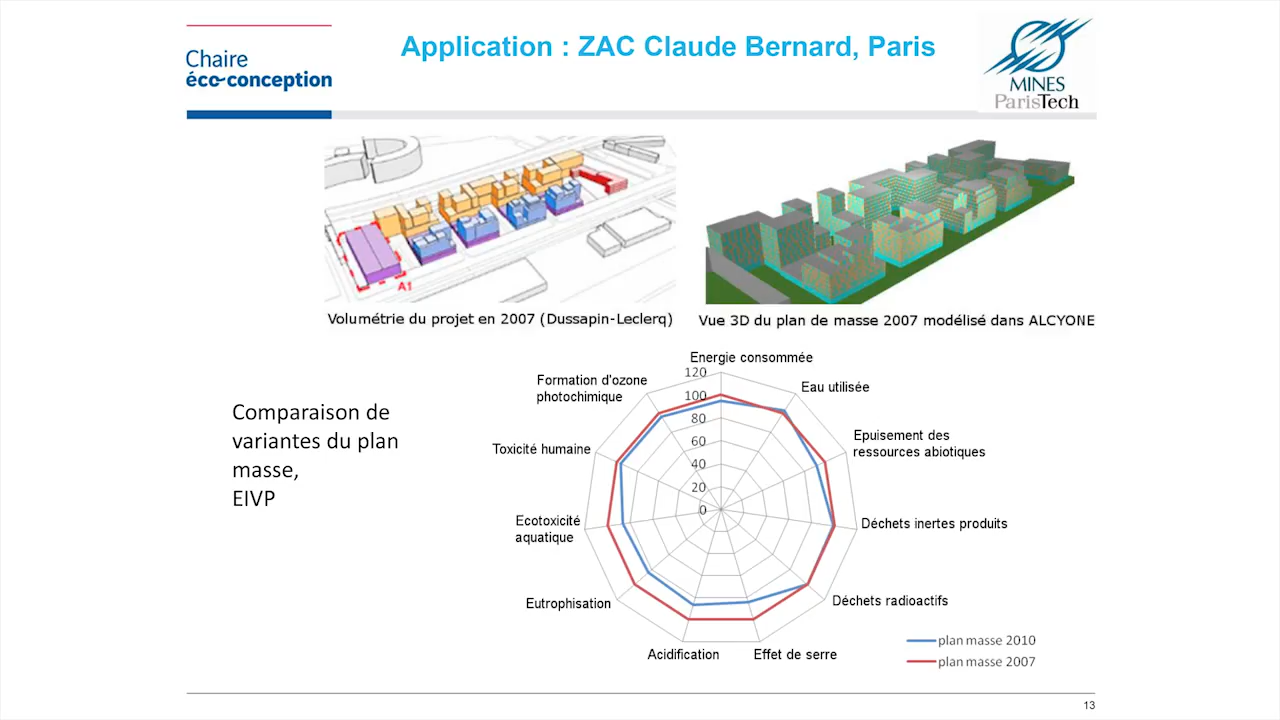 Chaire
éco-conception
Application : ZAC Claude Bernard, Paris
MINES
ParisTech
A1
Volumétrie du projet en 2007 (Dussapin-Leclerq)
Vue 3D du plan de masse 2007 modélisé dans ALCYONE
Comparaison de
variantes du plan
masse,
EIVP
Energie consommée
120
100
80
60
40
20
0
Eau utilisée
Epuisement des
ressources abiotiques
Déchets inertes produits
Déchets radioactifs
Effet de serre
Acidification
Eutrophisation
Ecotoxicité
aquatique
Toxicité humaine
Formation d'ozone
photochimique
plan masse 2010
plan masse 2007
13